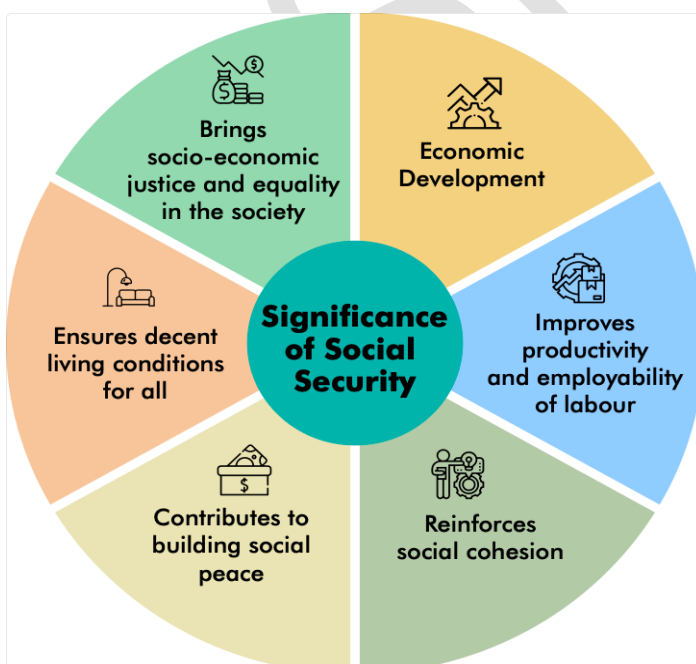 Significance
of Social
Security
Economic
Development
Improves
productivity
and employability
of labour
Reinforces
social cohesion
Contributes to
building social
peace
Ensures decent
living conditions
for all
Brings
socio-economic
justice and equality
in the society
$
$
$